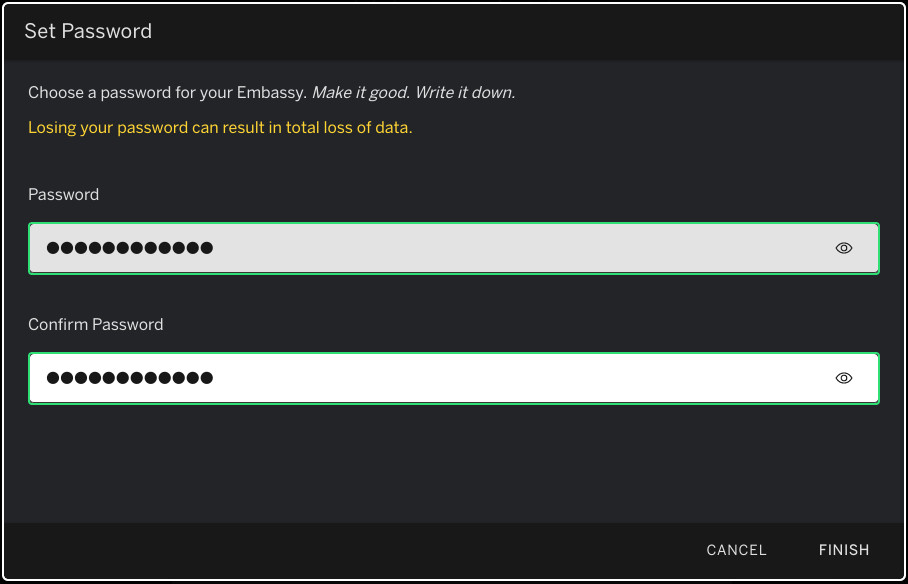 Set Password
Choose a password for your Embassy. Make it good. Write it down.
Losing your password can result in total loss of data.
Password
●●●●●●●●●●●●
Confirm Password
●●●●●●●●●●●●
CANCEL FINISH